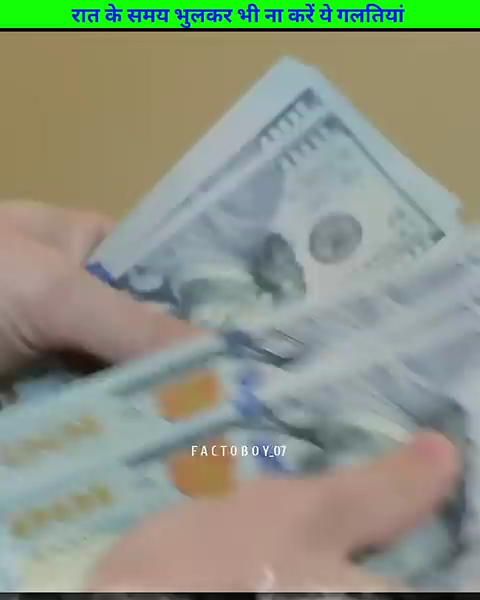 रात के समय भुलकर भी ना करें ये गलतियां
FACTOBOY_07